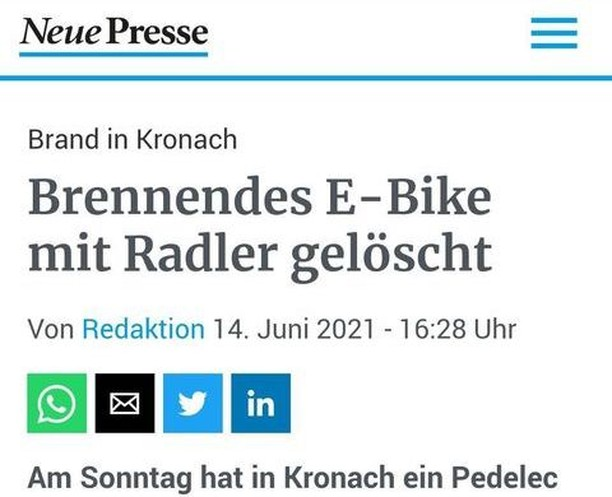 Neue Presse
Brand in Kronach
Brennendes E-Bike
mit Radler gelöscht
Von Redaktion 14. Juni 2021 - 16:28 Uhr
in
Am Sonntag hat in Kronach ein Pedelec